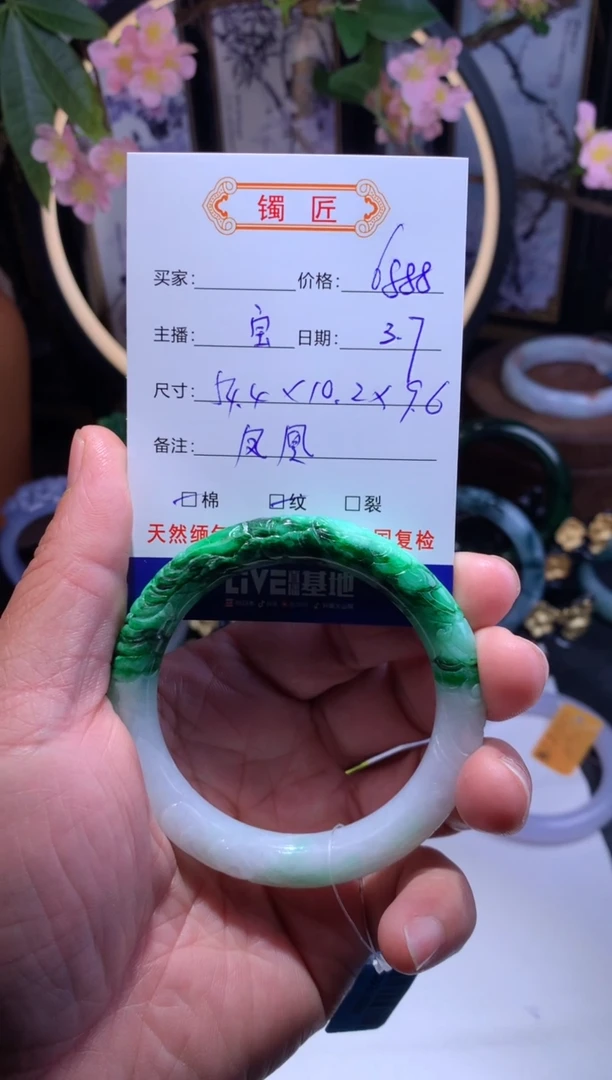 镯匠
买家: 价格: 6888
主播: 宝 日期: 3.7
尺寸: 54.4×10.2×9.6
备注: 凤凰
棉 纹 裂
天然缅 复检
LIVE 基地